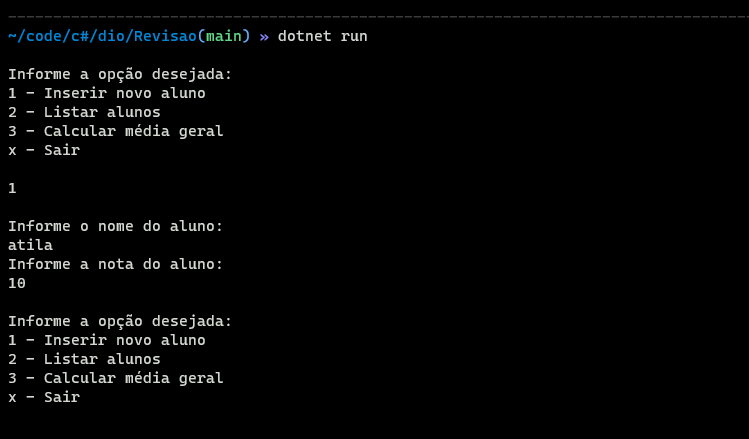 ~/code/c#/dio/Revisao(main) » dotnet run
Informe a opção desejada:
1 - Inserir novo aluno
2 - Listar alunos
3 - Calcular média geral
x - Sair
1
Informe o nome do aluno:
atila
Informe a nota do aluno:
10
Informe a opção desejada:
1 - Inserir novo aluno
2 - Listar alunos
3 - Calcular média geral
x - Sair